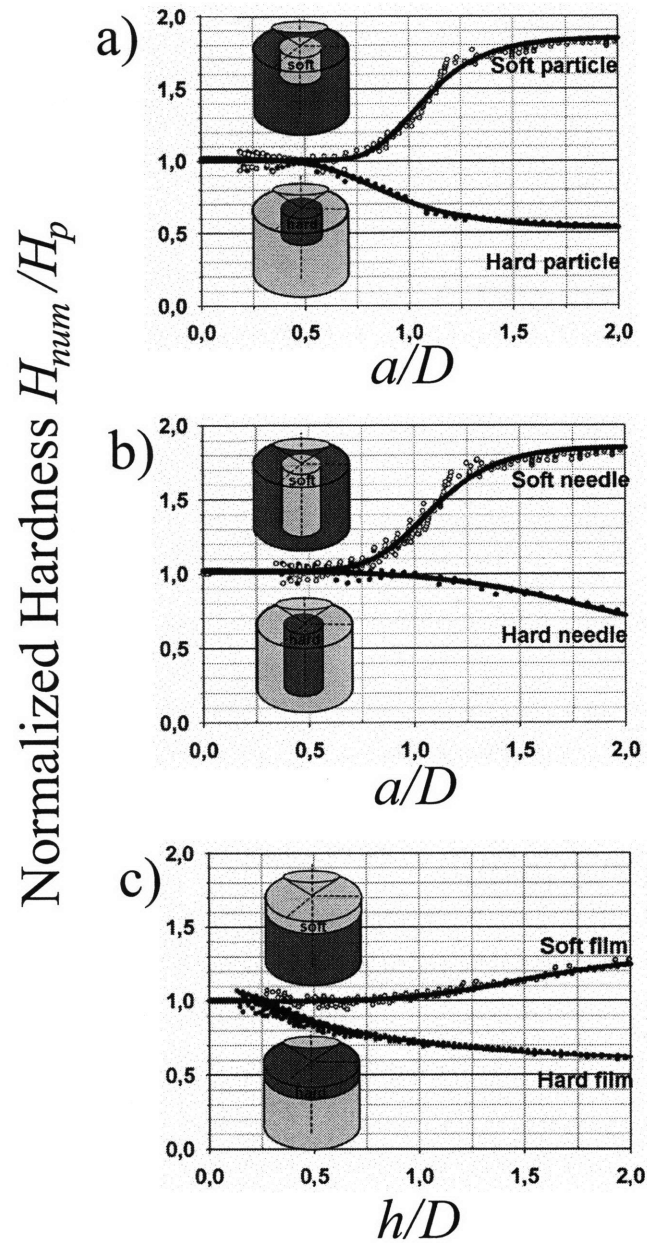 Normalized Hardness H_num /H_p
a)
2,0
1,5
1,0
0,5
0,0
soft
hard
Soft particle
Hard particle
0,0 0,5 1,0 1,5 2,0
a/D
b)
2,0
1,5
1,0
0,5
0,0
soft
hard
Soft needle
Hard needle
0,0 0,5 1,0 1,5 2,0
a/D
c)
2,0
1,5
1,0
0,5
0,0
soft
hard
Soft film
Hard film
0,0 0,5 1,0 1,5 2,0
h/D